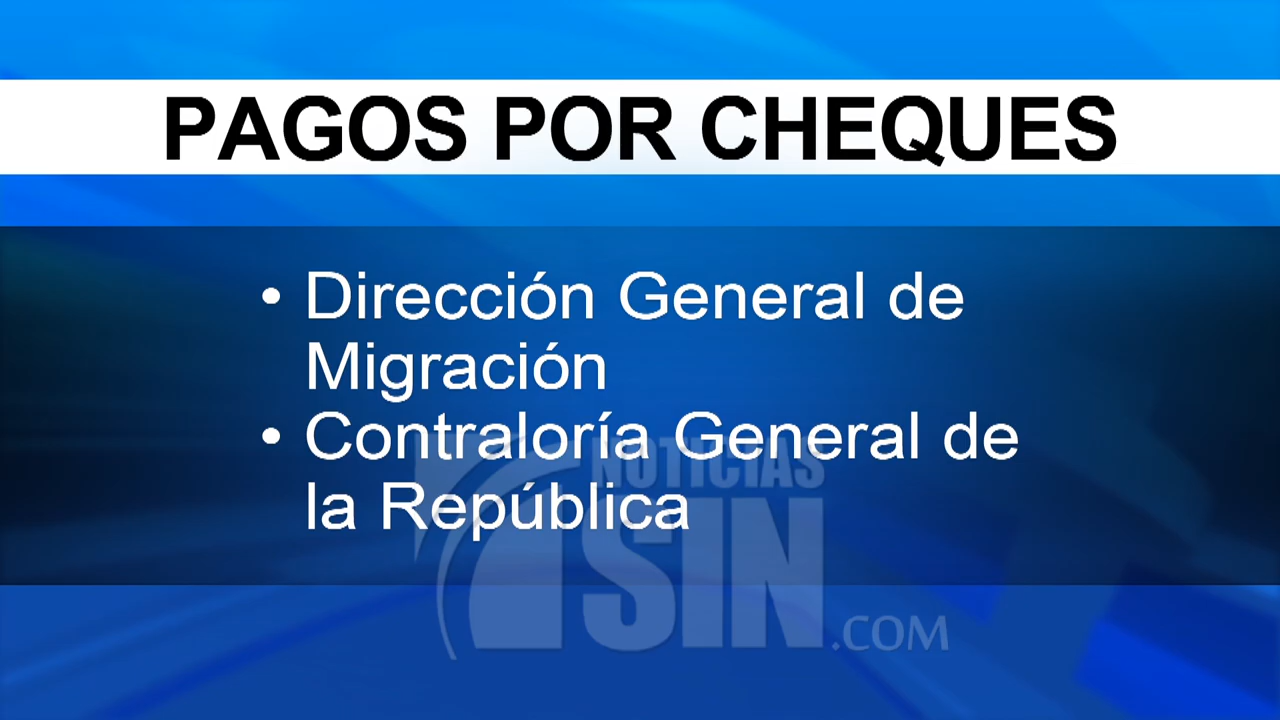 PAGOS POR CHEQUES
• Dirección General de
Migración
• Contraloría General de
la República
NOTICIAS
SIN
.COM